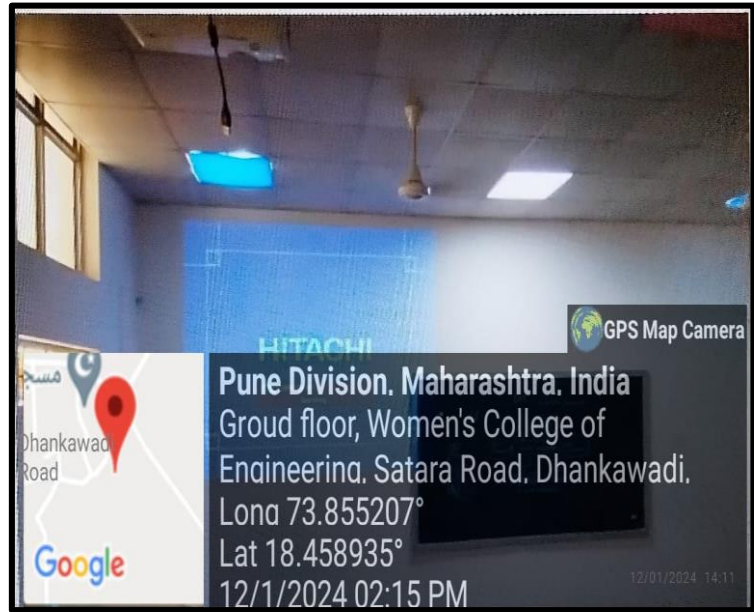 HITACHI
GPS Map Camera
مسجد
Dhankawadi
Road
Google
Pune Division, Maharashtra, India
Groud floor, Women's College of
Engineering, Satara Road, Dhankawadi,
Long 73.855207°
Lat 18.458935°
12/1/2024 02:15 PM
12/01/2024 14:11